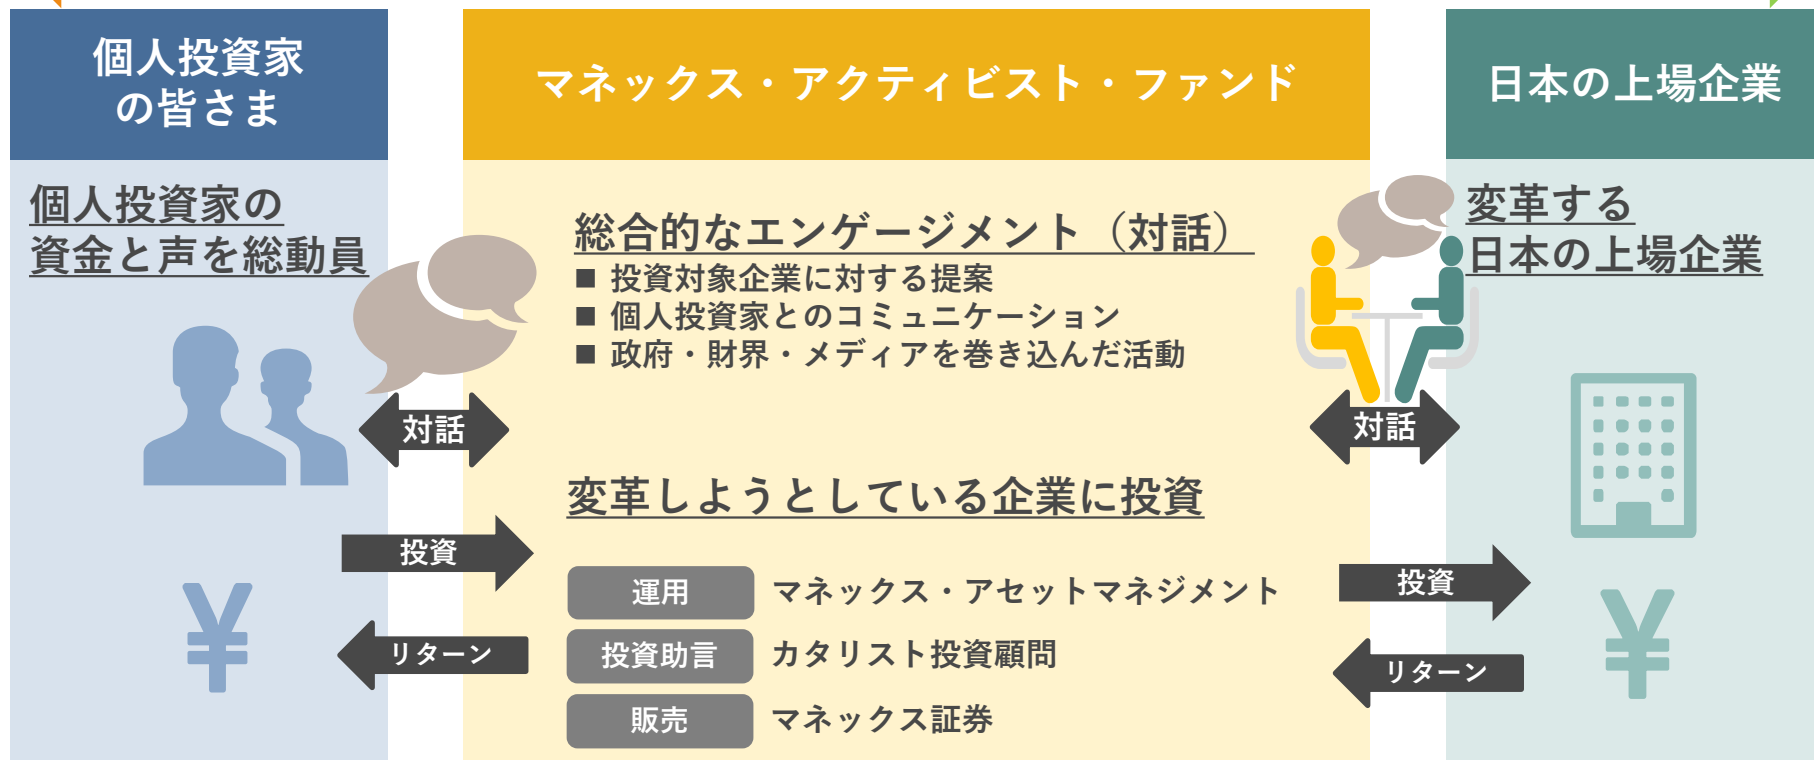 個人投資家
の皆さま
マネックス・アクティビスト・ファンド
日本の上場企業
個人投資家の
資金と声を総動員
対話
投資
リターン
総合的なエンゲージメント（対話）
■ 投資対象企業に対する提案
■ 個人投資家とのコミュニケーション
■ 政府・財界・メディアを巻き込んだ活動
変革しようとしている企業に投資
運用 マネックス・アセットマネジメント
投資助言 カタリスト投資顧問
販売 マネックス証券
対話
投資
リターン
変革する
日本の上場企業
¥
¥